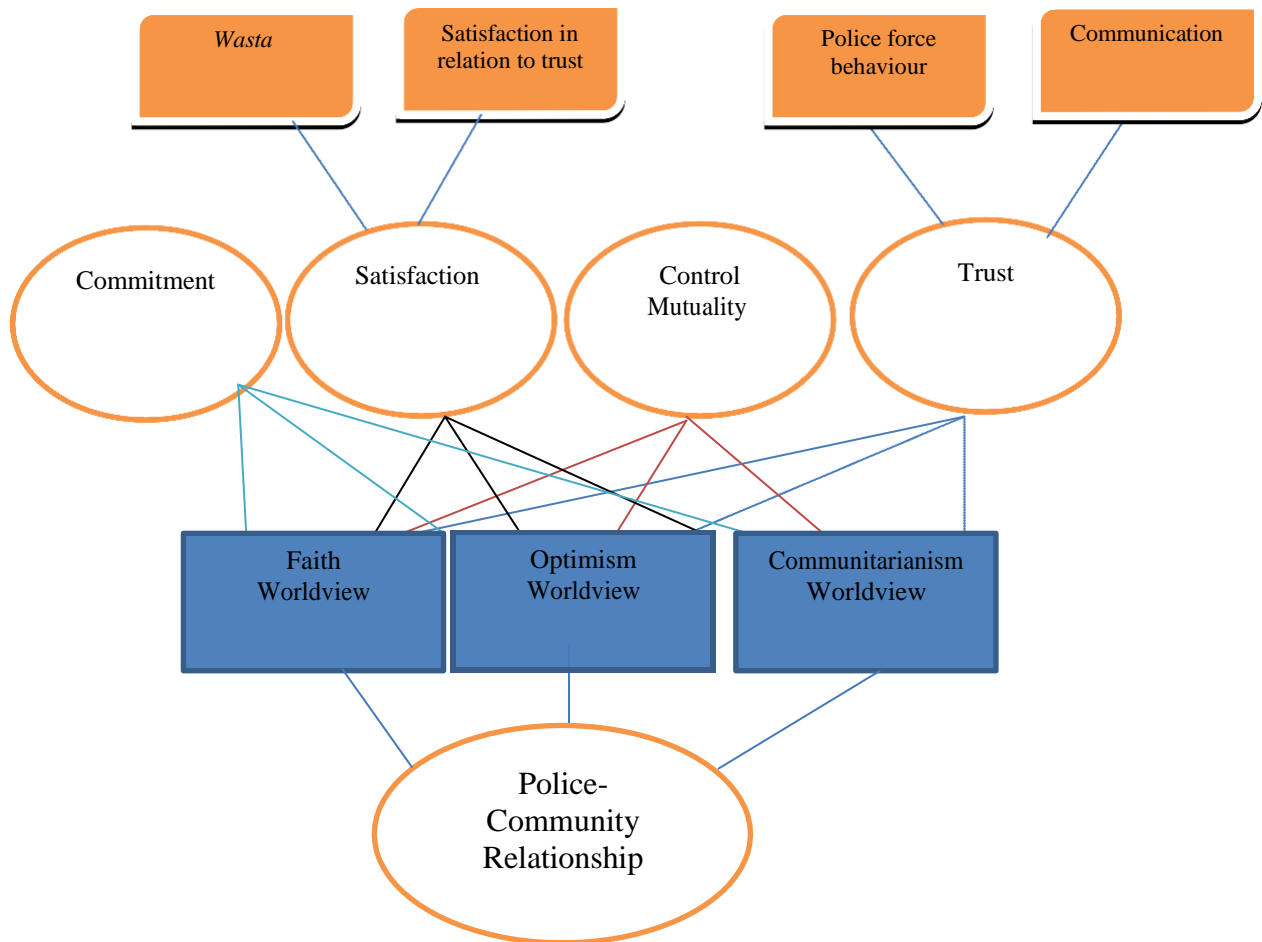 Wasta
Satisfaction in
relation to trust
Police force
behaviour
Communication
Commitment
Satisfaction
Control
Mutuality
Trust
Faith
Worldview
Optimism
Worldview
Communitarianism
Worldview
Police-
Community
Relationship